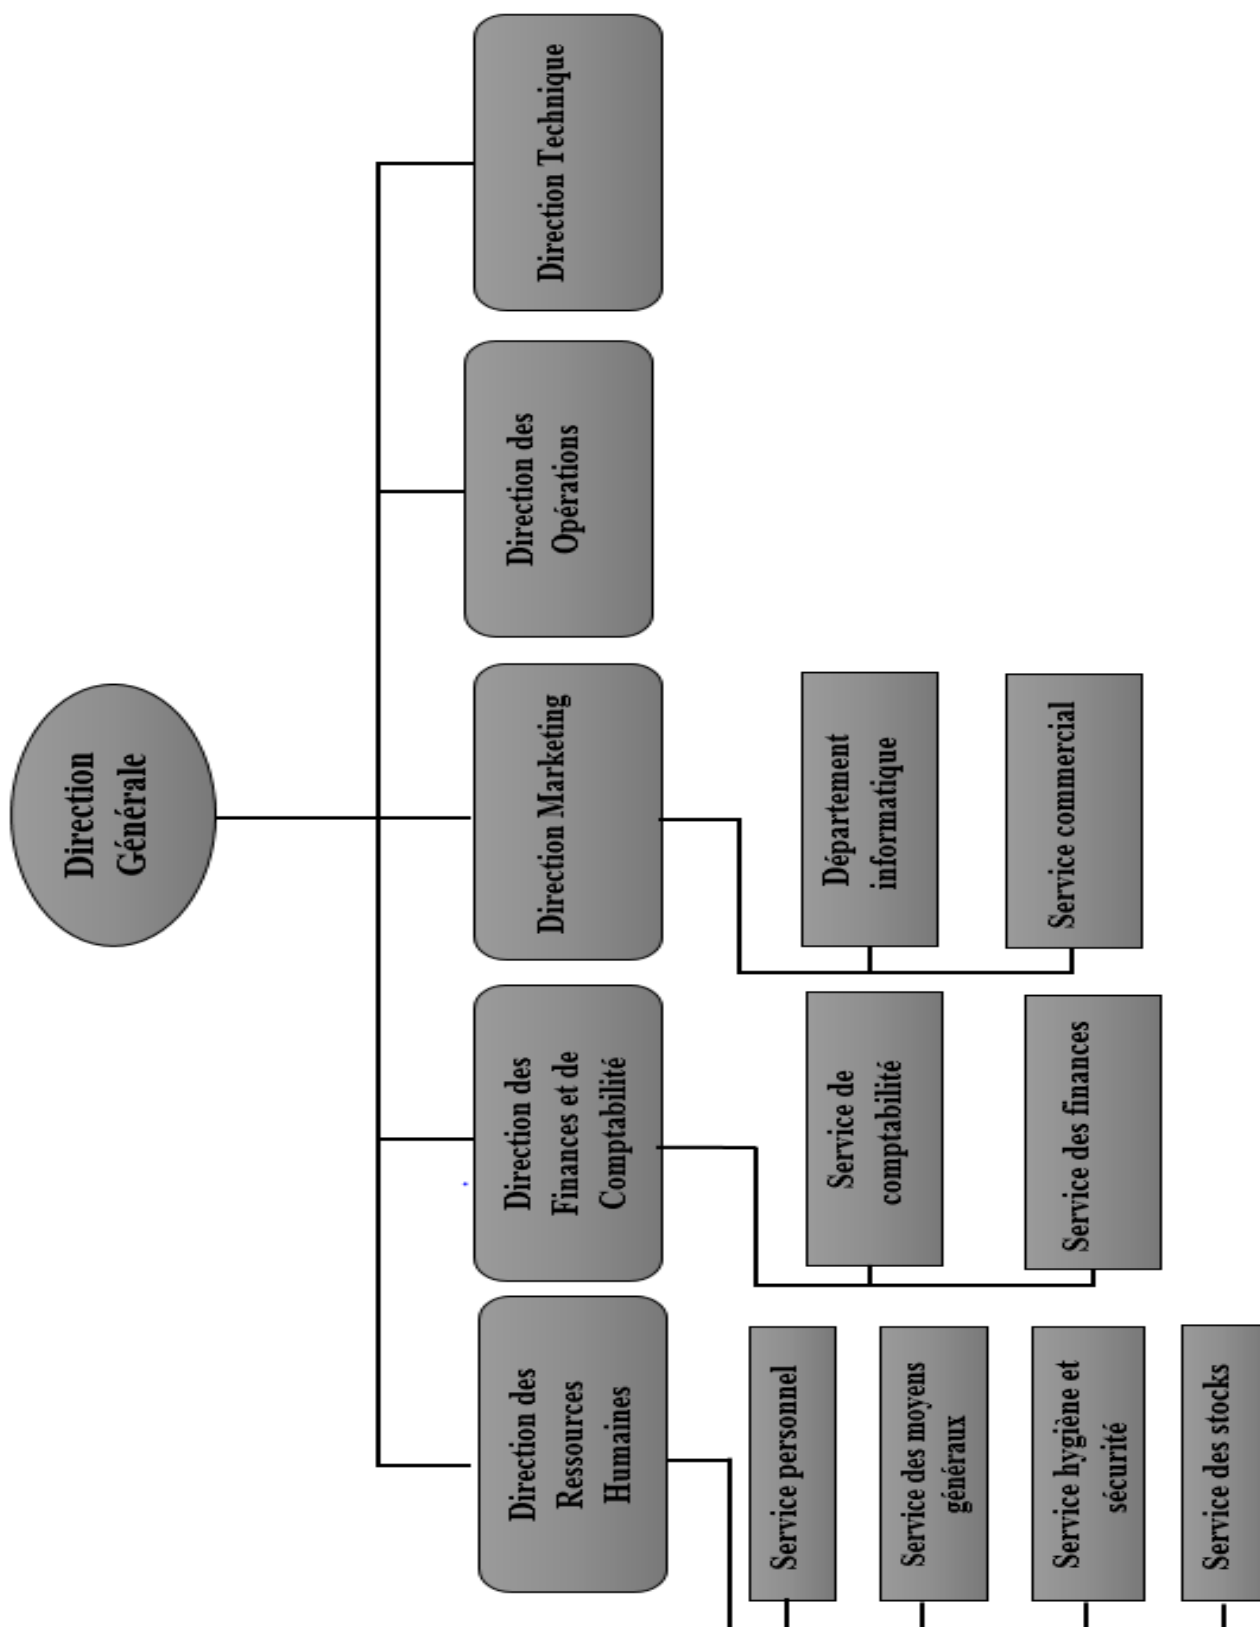 Direction
Générale
Direction des
Ressources
Humaines
Direction des
Finances et de
Comptabilité
Direction Marketing
Direction des
Opérations
Direction Technique
Service personnel
Service des moyens
généraux
Service hygiène et
sécurité
Service des stocks
Service de
comptabilité
Service des finances
Département
informatique
Service commercial